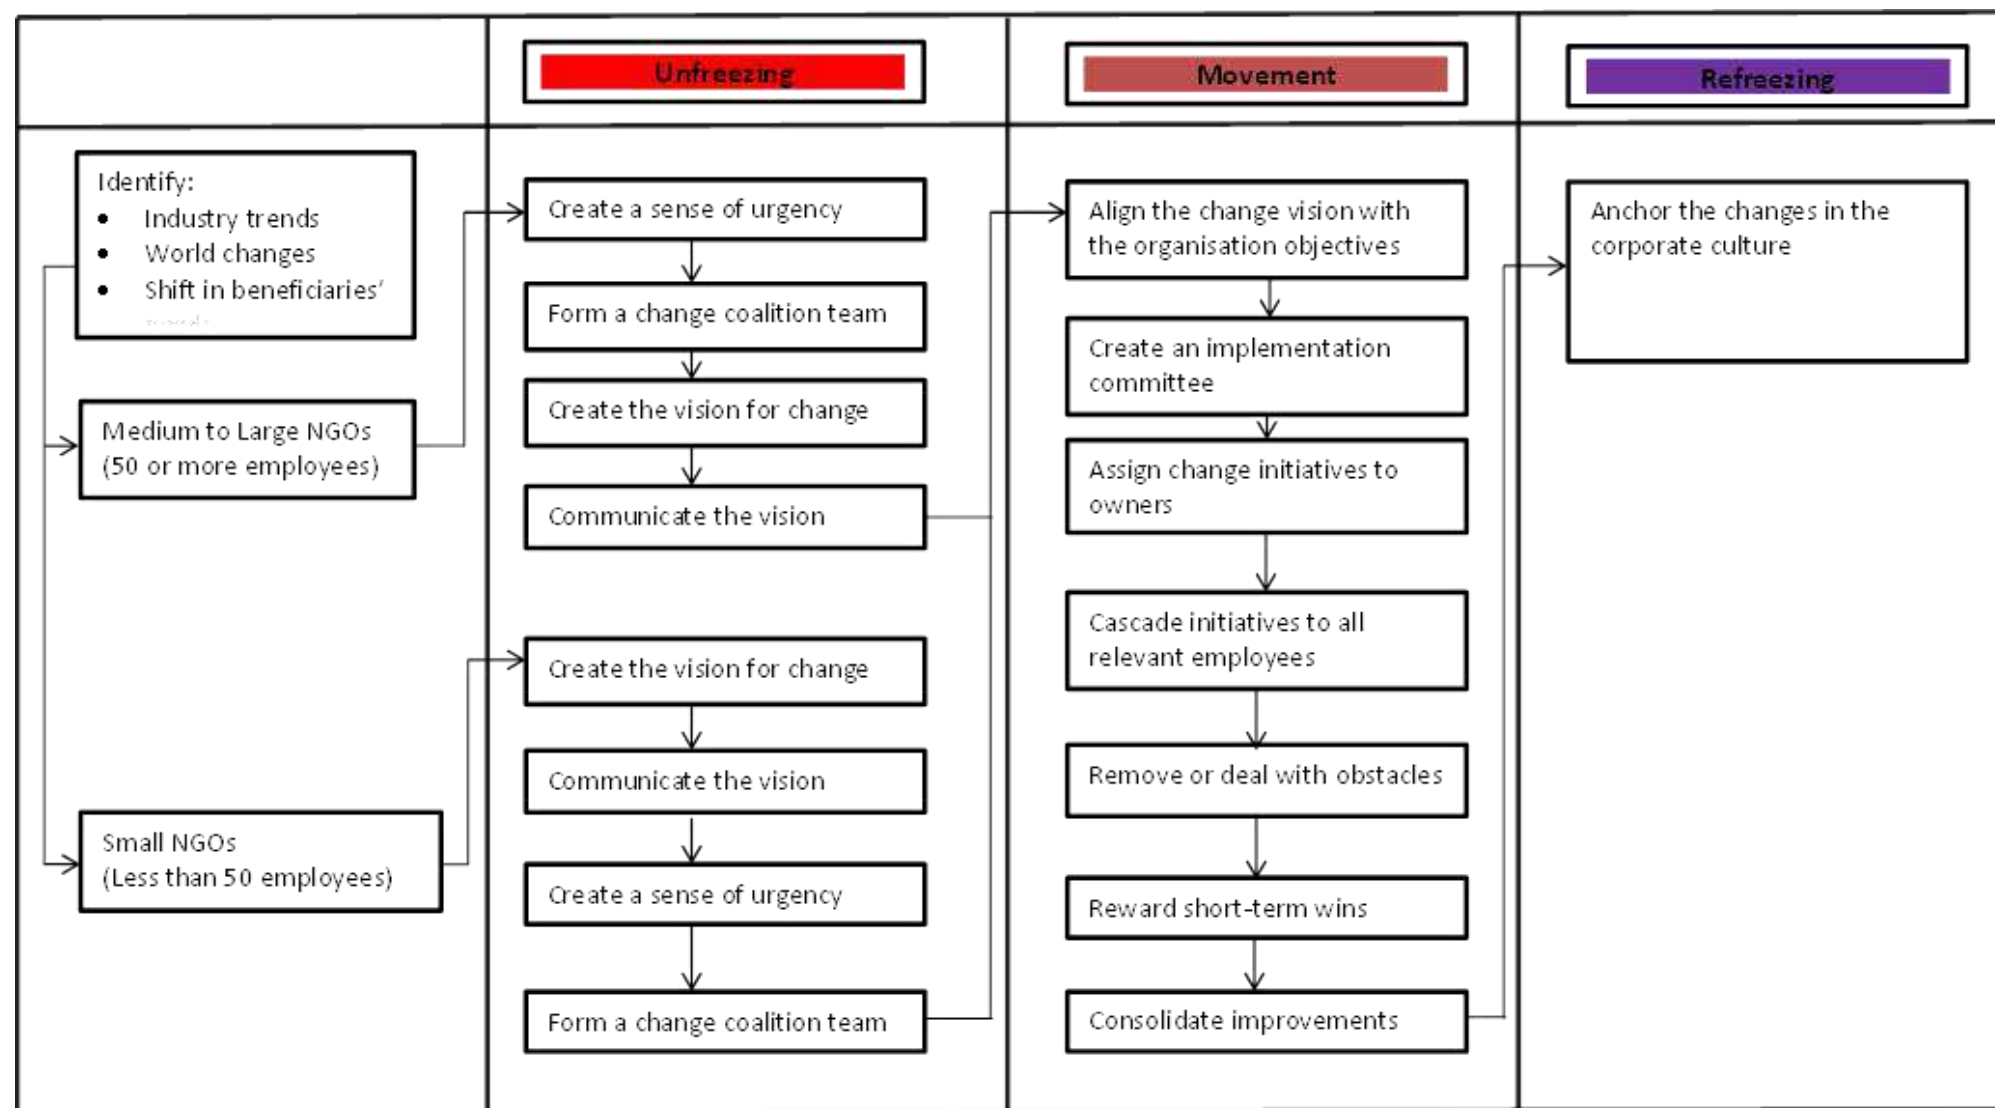 Unfreezing
Movement
Refreezing
Identify:
• Industry trends
• World changes
• Shift in beneficiaries’
Medium to Large NGOs
(50 or more employees)
Small NGOs
(Less than 50 employees)
Create a sense of urgency
Form a change coalition team
Create the vision for change
Communicate the vision
Create the vision for change
Communicate the vision
Create a sense of urgency
Form a change coalition team
Align the change vision with
the organisation objectives
Create an implementation
committee
Assign change initiatives to
owners
Cascade initiatives to all
relevant employees
Remove or deal with obstacles
Reward short-term wins
Consolidate improvements
Anchor the changes in the
corporate culture